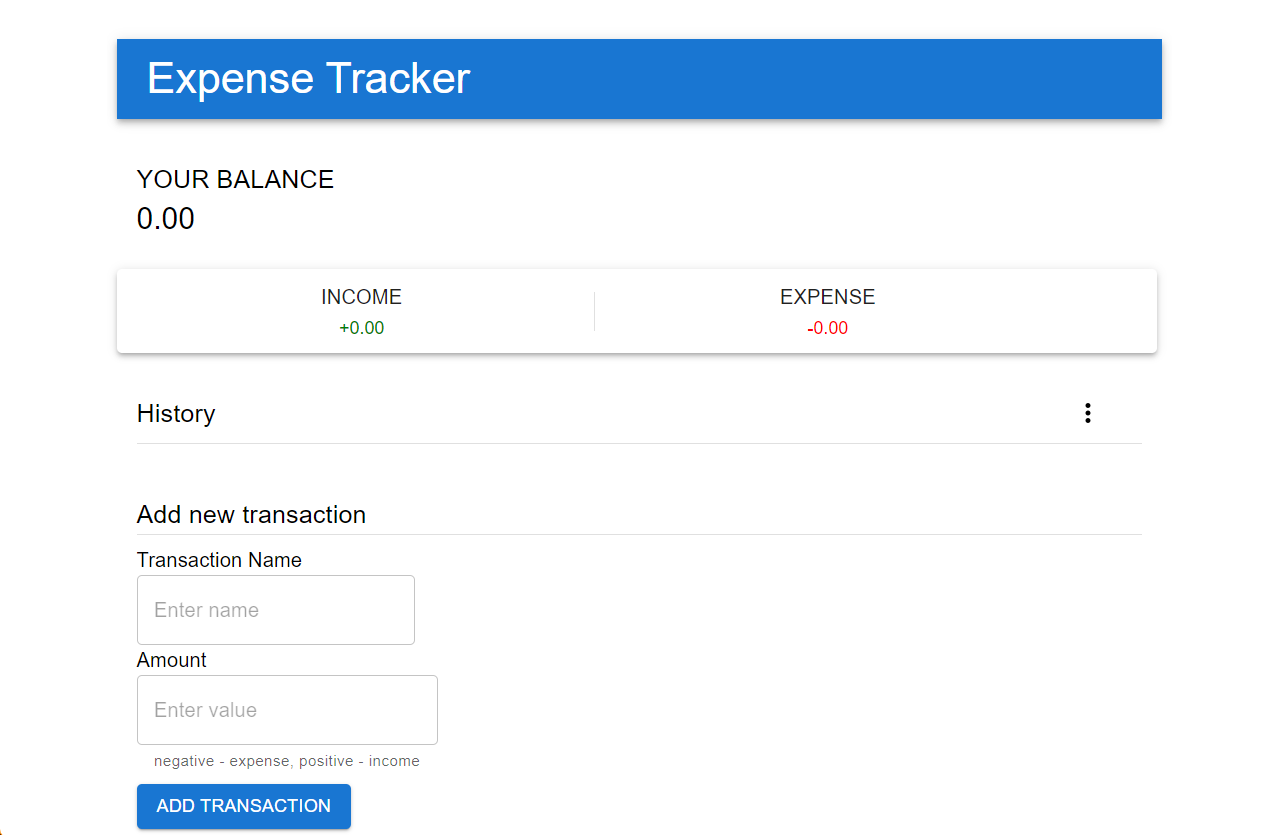 Expense Tracker
YOUR BALANCE
0.00
INCOME
EXPENSE
+0.00
-0.00
History
Add new transaction
Transaction Name
Enter name
Amount
Enter value
negative - expense, positive - income
ADD TRANSACTION